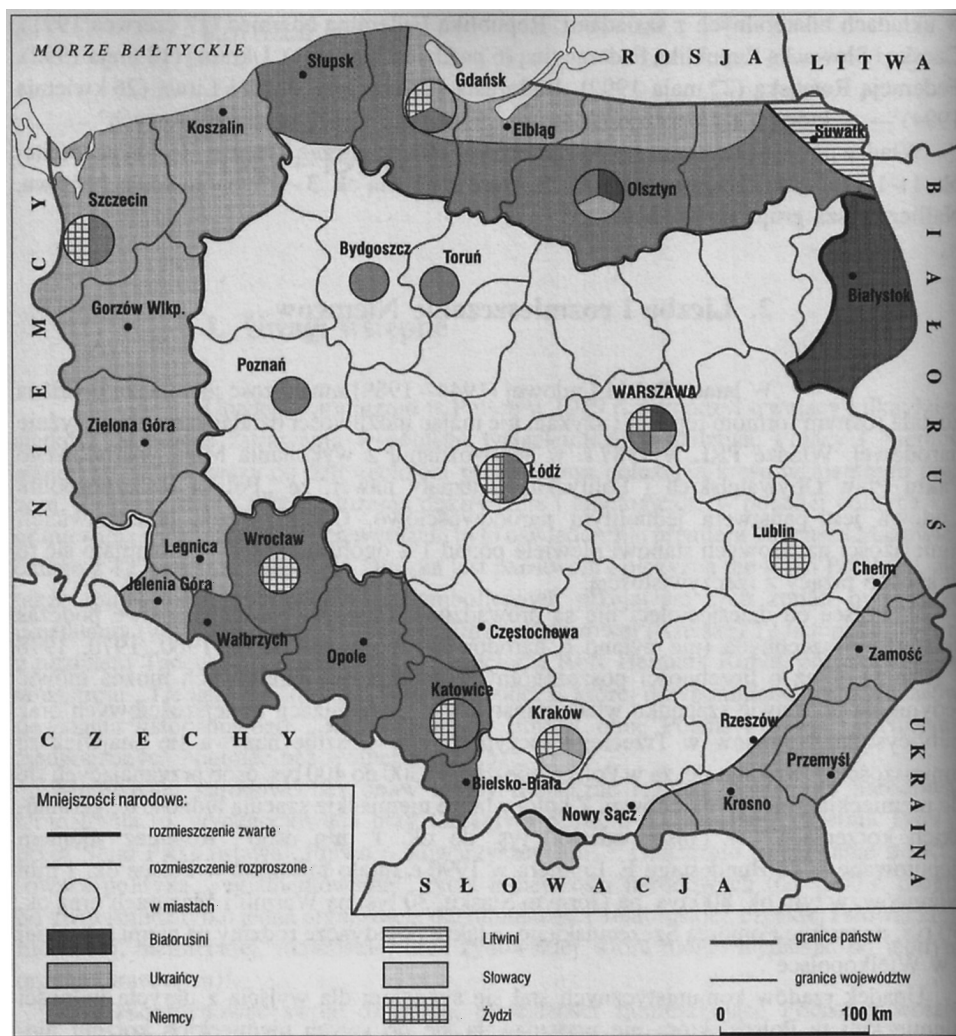 MORZE BAŁTYCKIE
ROSJA
LITW
Słupsk
Gdańsk
Koszalin
Elbląg
Suwałki
Szczecin
Olsztyn
Bydgoszcz
Toruń
Białystok
Gorzów Wlkp.
NIEMCY
BIAŁORUŚ
Poznań
WARSZAWA
Zielona Góra
Łódź
Legnica
Wrocław
Lublin
Jelenia Góra
Chełm
Wałbrzych
Częstochowa
Opole
Zamość
Katowice
Kraków
Rzeszów
CZECHY
Przemyśl
Bielsko-Biała
Krosno
Nowy Sącz
UKRAINA
SŁOWACJA
Mniejszości narodowe:
rozmieszczenie zwarte
rozmieszczenie rozproszone
w miastach
Białorusini
Ukraińcy
Niemcy
Litwini
Słowacy
Żydzi
granice państw
granice województw
0 100 km